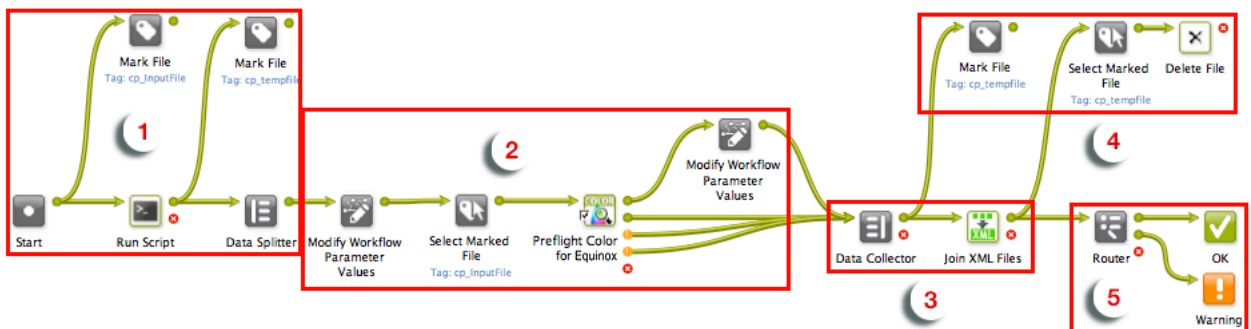 Mark File
Tag: cp_InputFile
Mark File
Tag: cp_tempfile
1
Start
Run Script
Data Splitter
2
Modify Workflow
Parameter
Values
Select Marked
File
Tag: cp_InputFile
COLOR
Preflight Color
for Equinox
Modify Workflow
Parameter
Values
Data Collector
XML
Join XML Files
3
Mark File
Tag: cp_tempfile
Select Marked
File
Tag: cp_tempfile
Delete File
4
Router
OK
Warning
5